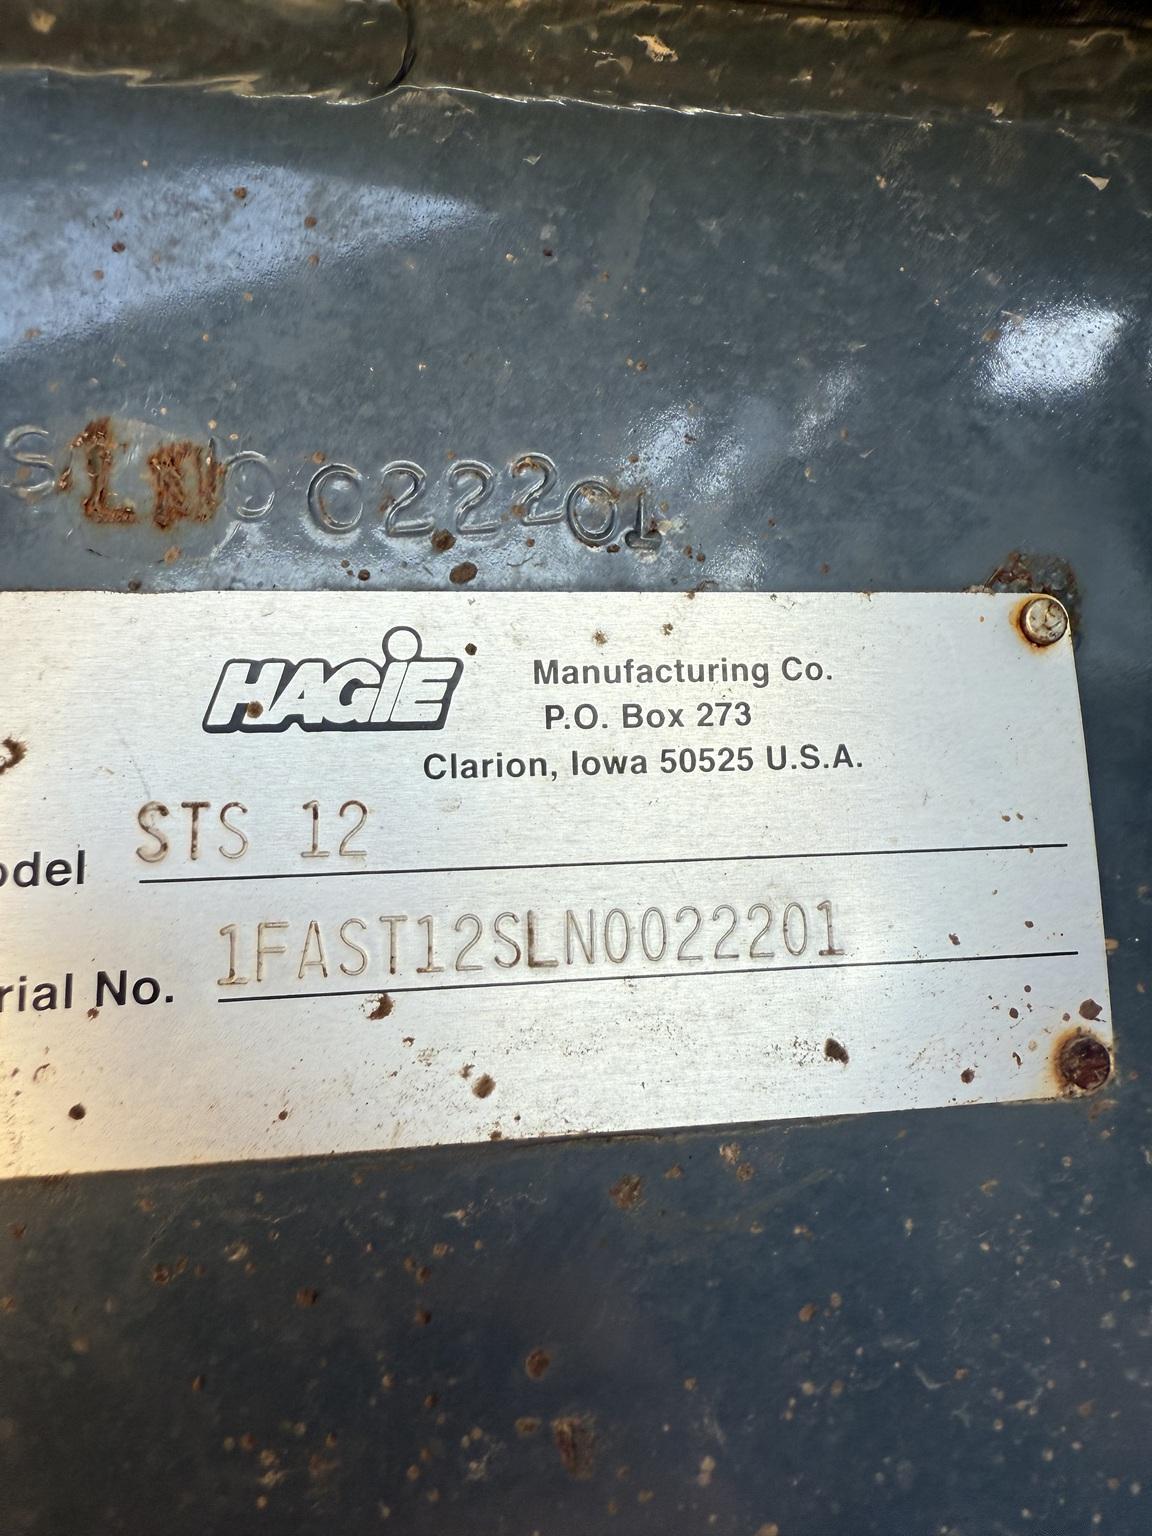 SLN0022201
HAGIE
Manufacturing Co.
P.O. Box 273
Clarion, Iowa 50525 U.S.A.
odel STS 12
rial No. 1FAST12SLN0022201